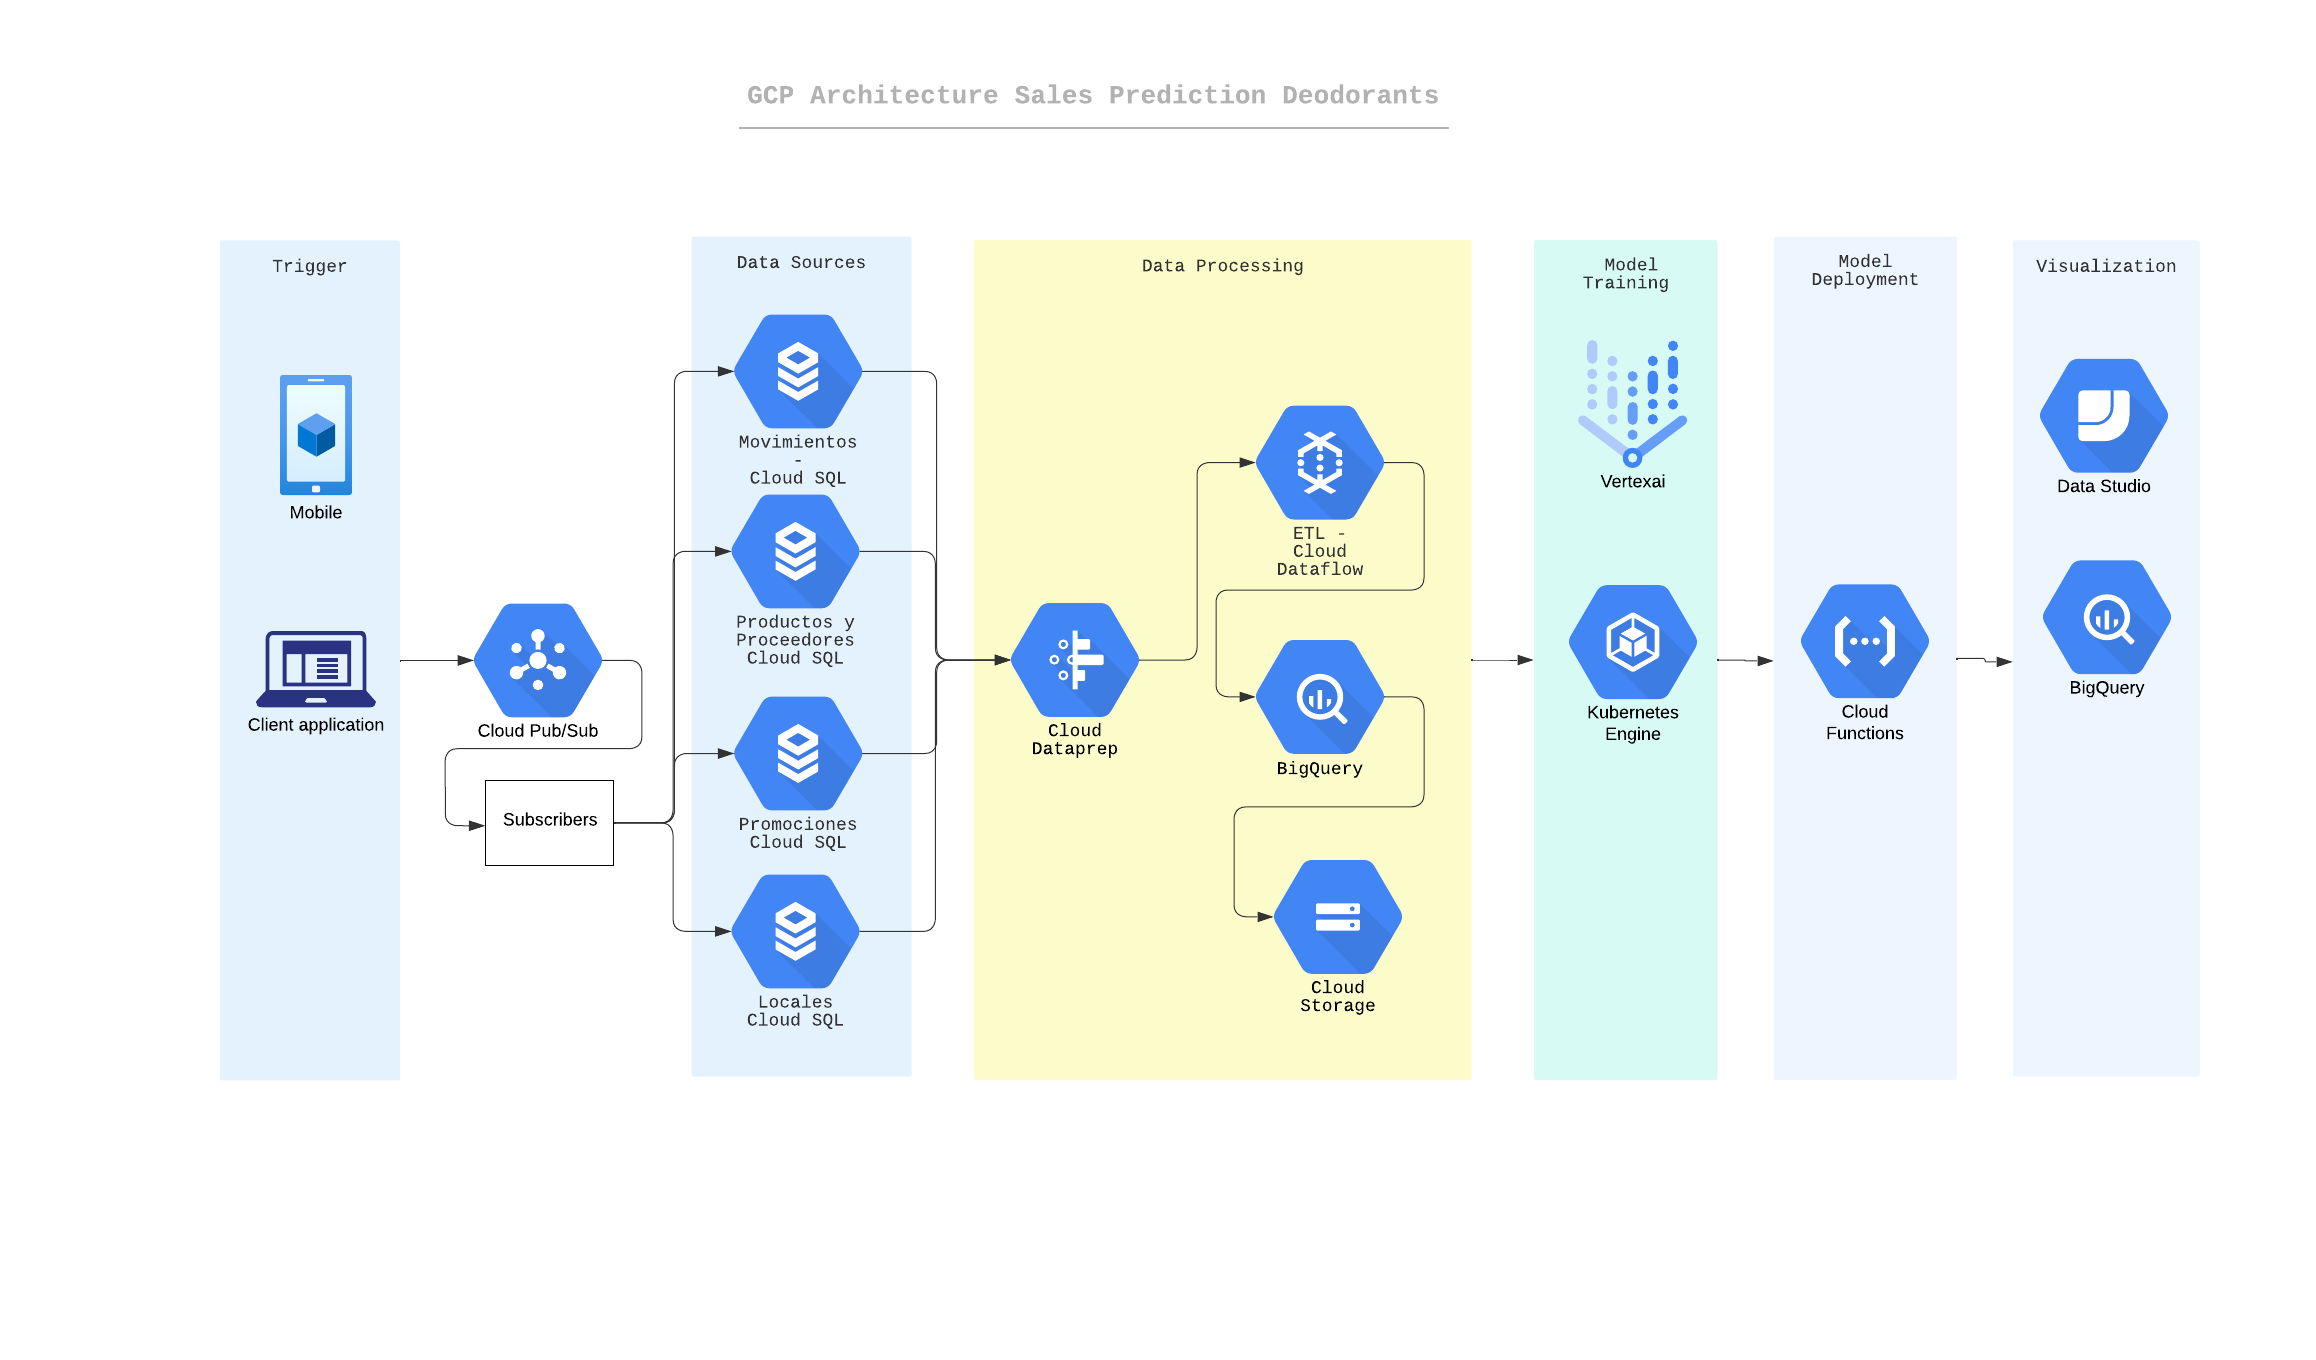 GCP Architecture Sales Prediction Deodorants
Trigger
Mobile
Client application
Cloud Pub/Sub
Subscribers
Data Sources
Movimientos
-
Cloud SQL
Productos y
Proceedores
Cloud SQL
Promociones
Cloud SQL
Locales
Cloud SQL
Data Processing
Cloud
Dataprep
ETL -
Cloud
Dataflow
BigQuery
Cloud
Storage
Model
Training
Vertexai
Kubernetes
Engine
Model
Deployment
Cloud
Functions
Visualization
Data Studio
BigQuery